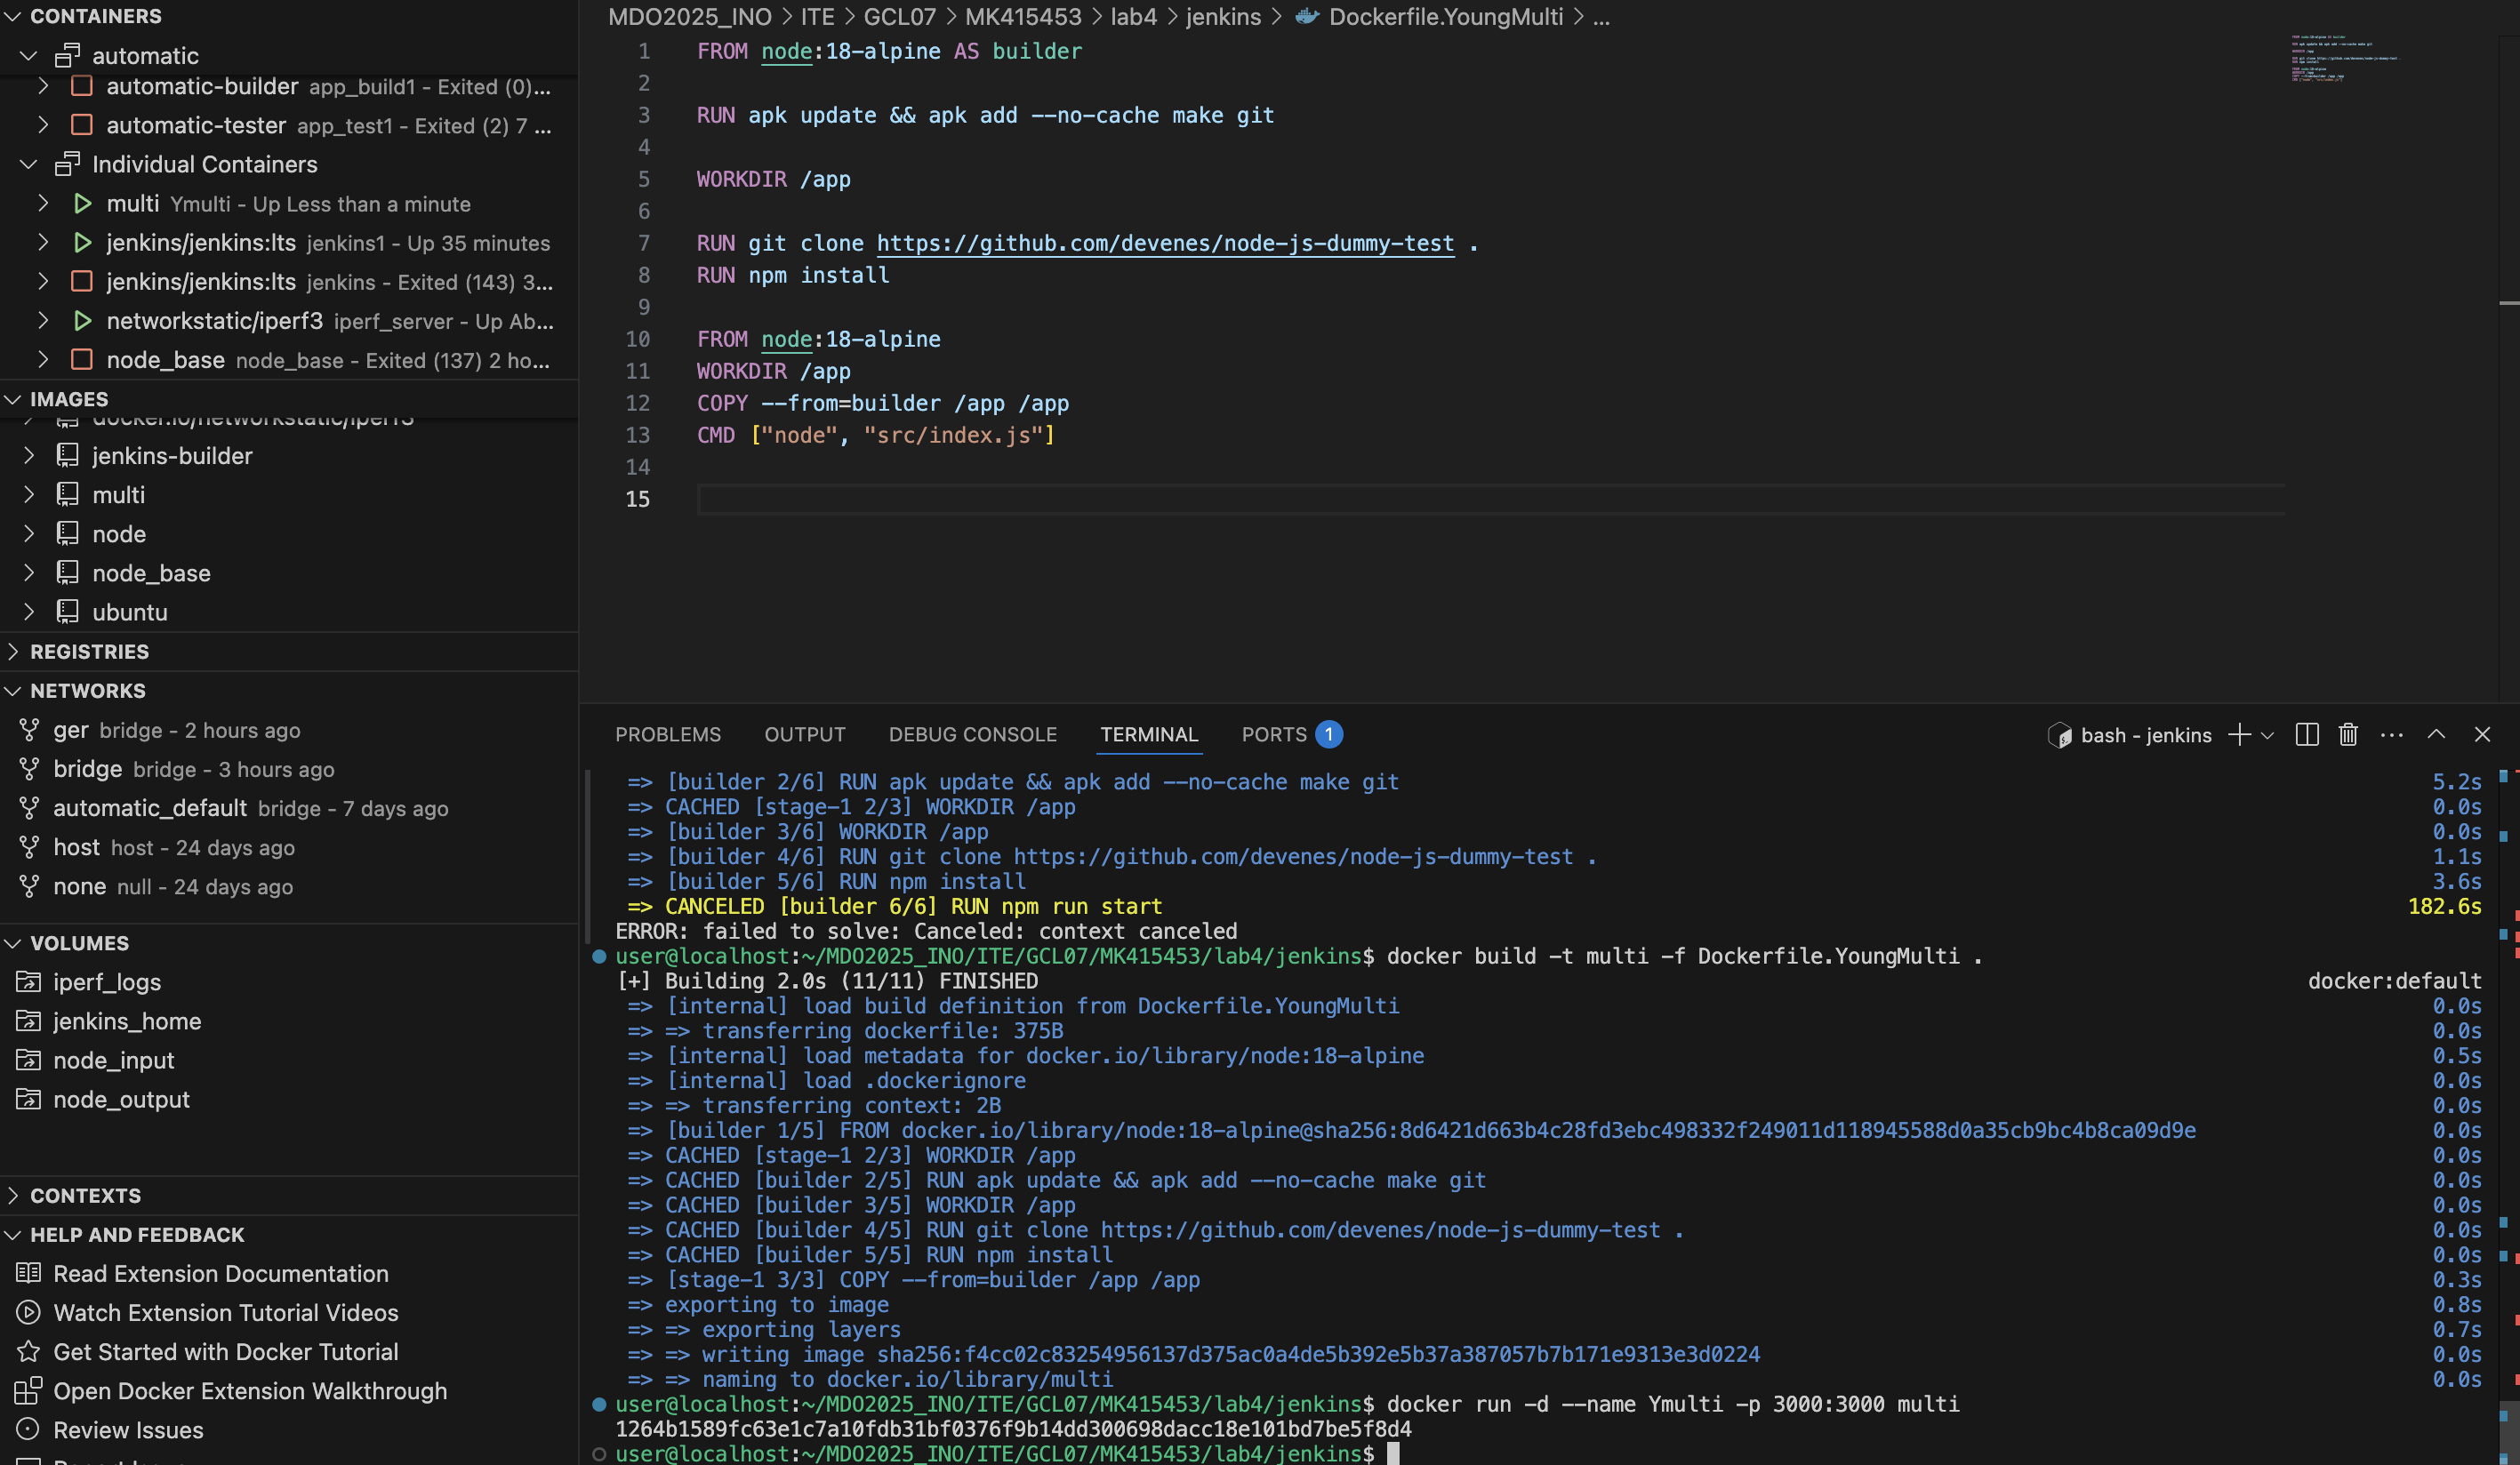 CONTAINERS
automatic
automatic-builder app_build1 - Exited (0)...
automatic-tester app_test1 - Exited (2) 7 ...
Individual Containers
multi Ymulti - Up Less than a minute
jenkins/jenkins:lts jenkins1 - Up 35 minutes
jenkins/jenkins:lts jenkins - Exited (143) 3...
networkstatic/iperf3 iperf_server - Up Ab...
node_base node_base - Exited (137) 2 ho...
IMAGES
docker.io/networkstatic/iperf3
jenkins-builder
multi
node
node_base
ubuntu
REGISTRIES
NETWORKS
ger bridge - 2 hours ago
bridge bridge - 3 hours ago
automatic_default bridge - 7 days ago
host host - 24 days ago
none null - 24 days ago
VOLUMES
iperf_logs
jenkins_home
node_input
node_output
CONTEXTS
HELP AND FEEDBACK
Read Extension Documentation
Watch Extension Tutorial Videos
Get Started with Docker Tutorial
Open Docker Extension Walkthrough
Review Issues
MDO2025_INO > ITE > GCL07 > MK415453 > lab4 > jenkins > Dockerfile.YoungMulti > ...
1 FROM node:18-alpine AS builder
2
3 RUN apk update && apk add --no-cache make git
4
5 WORKDIR /app
6
7 RUN git clone https://github.com/devenes/node-js-dummy-test .
8 RUN npm install
9
10 FROM node:18-alpine
11 WORKDIR /app
12 COPY --from=builder /app /app
13 CMD ["node", "src/index.js"]
14
15
PROBLEMS OUTPUT DEBUG CONSOLE TERMINAL PORTS 1 bash - jenkins
=> [builder 2/6] RUN apk update && apk add --no-cache make git 5.2s
=> CACHED [stage-1 2/3] WORKDIR /app 0.0s
=> [builder 3/6] WORKDIR /app 0.0s
=> [builder 4/6] RUN git clone https://github.com/devenes/node-js-dummy-test . 1.1s
=> [builder 5/6] RUN npm install 3.6s
=> CANCELED [builder 6/6] RUN npm run start 182.6s
ERROR: failed to solve: Canceled: context canceled
user@localhost:~/MDO2025_INO/ITE/GCL07/MK415453/lab4/jenkins$ docker build -t multi -f Dockerfile.YoungMulti .
[+] Building 2.0s (11/11) FINISHED docker:default
=> [internal] load build definition from Dockerfile.YoungMulti 0.0s
=> => transferring dockerfile: 375B 0.0s
=> [internal] load metadata for docker.io/library/node:18-alpine 0.5s
=> [internal] load .dockerignore 0.0s
=> => transferring context: 2B 0.0s
=> [builder 1/5] FROM docker.io/library/node:18-alpine@sha256:8d6421d663b4c28fd3ebc498332f249011d118945588d0a35cb9bc4b8ca09d9e 0.0s
=> CACHED [stage-1 2/3] WORKDIR /app 0.0s
=> CACHED [builder 2/5] RUN apk update && apk add --no-cache make git 0.0s
=> CACHED [builder 3/5] WORKDIR /app 0.0s
=> CACHED [builder 4/5] RUN git clone https://github.com/devenes/node-js-dummy-test . 0.0s
=> CACHED [builder 5/5] RUN npm install 0.0s
=> [stage-1 3/3] COPY --from=builder /app /app 0.3s
=> exporting to image 0.8s
=> => exporting layers 0.7s
=> => writing image sha256:f4cc02c83254956137d375ac0a4de5b392e5b37a387057b7b171e9313e3d0224 0.0s
=> => naming to docker.io/library/multi 0.0s
user@localhost:~/MDO2025_INO/ITE/GCL07/MK415453/lab4/jenkins$ docker run -d --name Ymulti -p 3000:3000 multi
1264b1589fc63e1c7a10fdb31bf0376f9b14dd300698dacc18e101bd7be5f8d4
user@localhost:~/MDO2025_INO/ITE/GCL07/MK415453/lab4/jenkins$